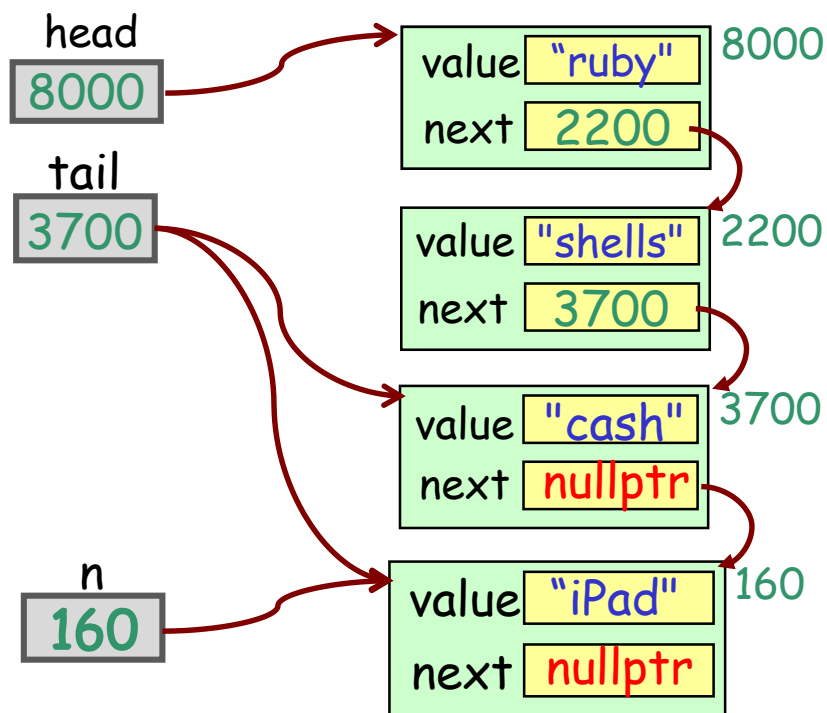 head
8000
tail
3700
n
160
value “ruby"
next 2200
8000
value "shells"
next 3700
2200
value "cash"
next nullptr
3700
value “iPad"
next nullptr
160